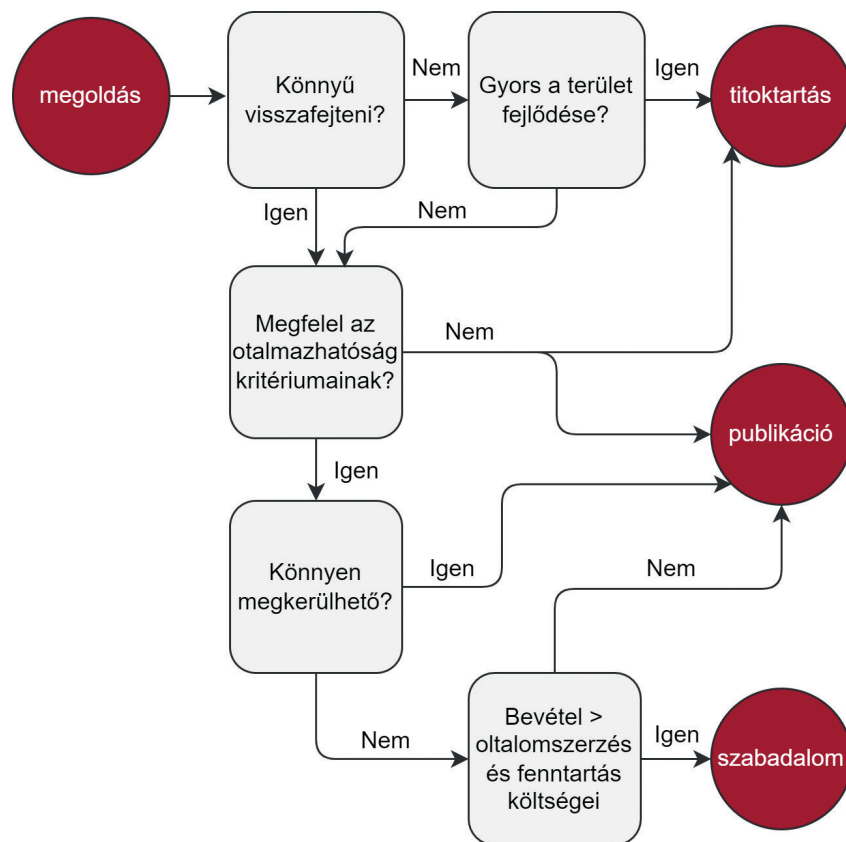 megoldás
Könnyű
visszafejteni?
Nem
Gyors a terület
fejlődése?
Igen
titoktartás
Igen
Nem
Megfelel az
otalmazhatóság
kritériumainak?
Nem
publikáció
Igen
Könnyen
megkerülhető?
Igen
Nem
Nem
Bevétel >
oltalomszerzés
és fenntartás
költségei
Igen
szabadalom